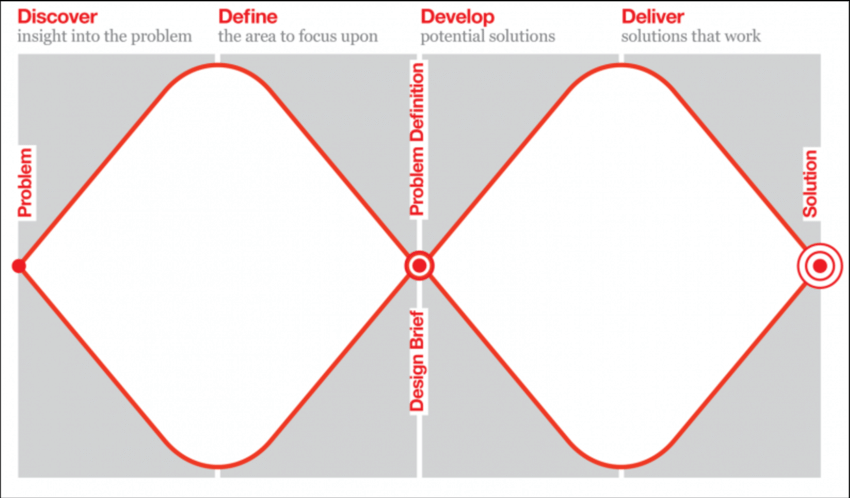 Discover
insight into the problem
Define
the area to focus upon
Develop
potential solutions
Deliver
solutions that work
Problem
Problem Definition
Design Brief
Solution